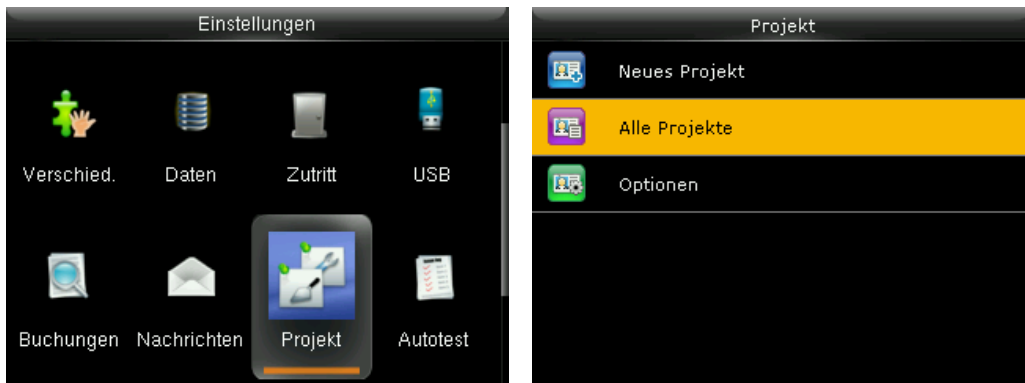 Einstellungen
Verschied. Daten Zutritt USB
Buchungen Nachrichten Projekt Autotest
Projekt
Neues Projekt
Alle Projekte
Optionen